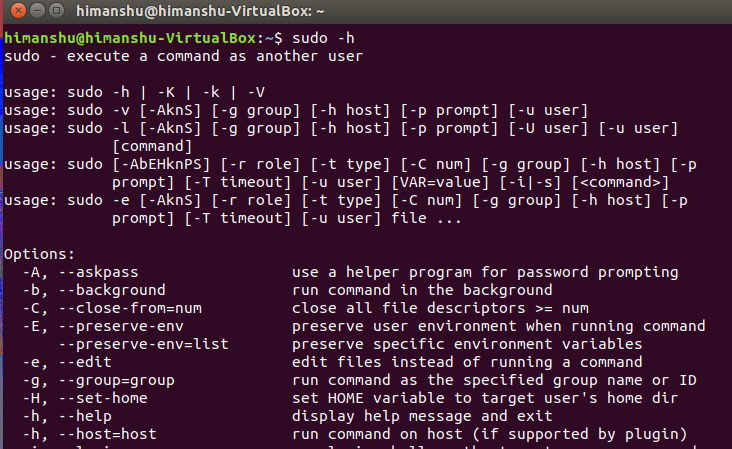 himanshu@himanshu-VirtualBox: ~
himanshu@himanshu-VirtualBox:~$ sudo -h
sudo - execute a command as another user
usage: sudo -h | -K | -k | -V
usage: sudo -v [-AknS] [-g group] [-h host] [-p prompt] [-u user]
usage: sudo -l [-AknS] [-g group] [-h host] [-p prompt] [-U user] [-u user]
[command]
usage: sudo [-AbEHknPS] [-r role] [-t type] [-C num] [-g group] [-h host] [-p
prompt] [-T timeout] [-u user] [VAR=value] [-i|-s] [<command>]
usage: sudo -e [-AknS] [-r role] [-t type] [-C num] [-g group] [-h host] [-p
prompt] [-T timeout] [-u user] file ...
Options:
-A, --askpass use a helper program for password prompting
-b, --background run command in the background
-C, --close-from=num close all file descriptors >= num
-E, --preserve-env preserve user environment when running command
--preserve-env=list preserve specific environment variables
-e, --edit edit files instead of running a command
-g, --group=group run command as the specified group name or ID
-H, --set-home set HOME variable to target user's home dir
-h, --help display help message and exit
-h, --host=host run command on host (if supported by plugin)